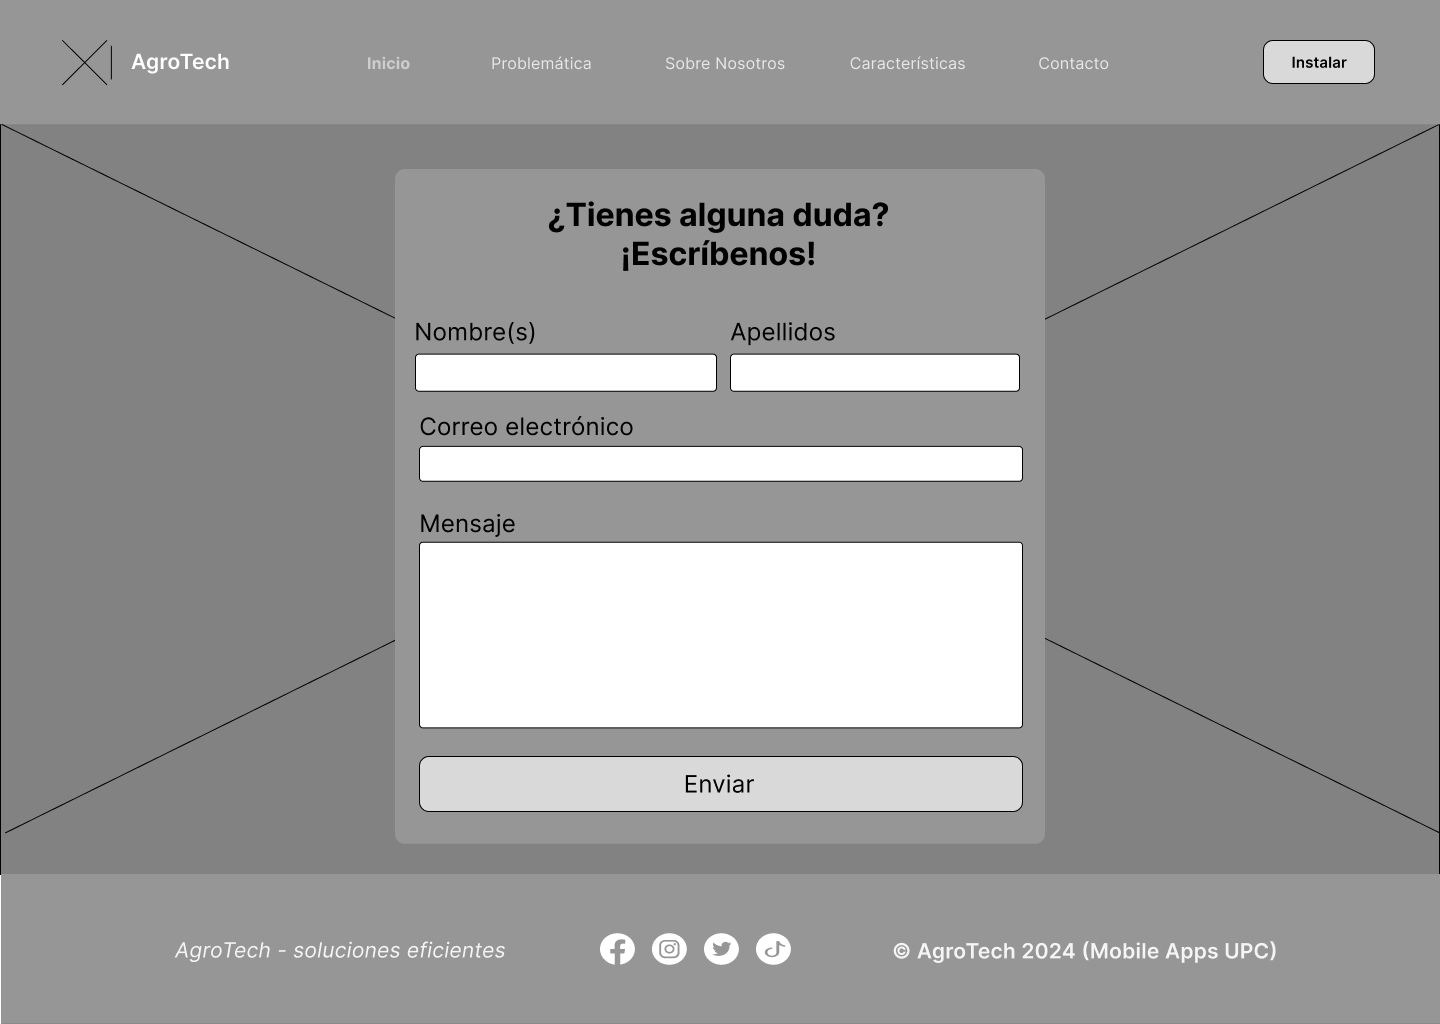 AgroTech
Inicio
Problemática
Sobre Nosotros
Características
Contacto
Instalar
¿Tienes alguna duda?
¡Escríbenos!
Nombre(s)
Apellidos
Correo electrónico
Mensaje
Enviar
AgroTech - soluciones eficientes
© AgroTech 2024 (Mobile Apps UPC)